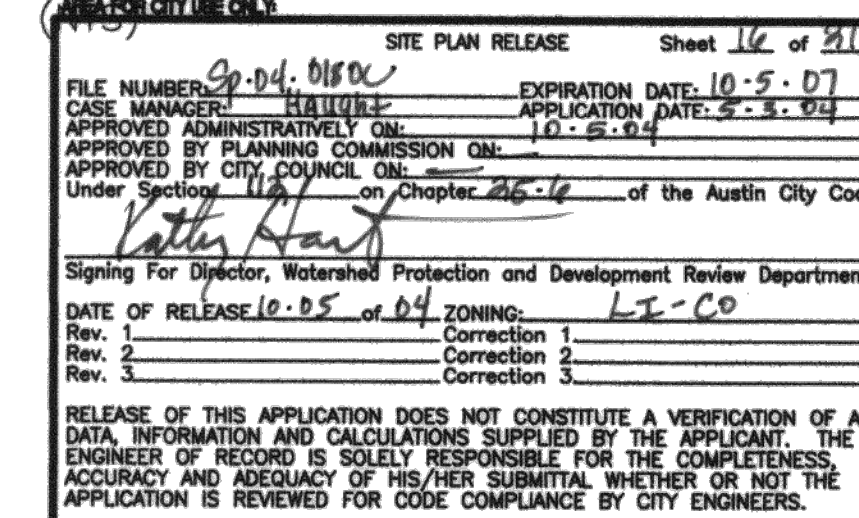 AREA FOR CITY USE ONLY:
(NTS)
SITE PLAN RELEASE Sheet 16 of
FILE NUMBER: SP-04-0180C EXPIRATION DATE: 10-5-07
CASE MANAGER: Haught APPLICATION DATE: 5-3-04
APPROVED ADMINISTRATIVELY ON: 10-5-04
APPROVED BY PLANNING COMMISSION ON: —
APPROVED BY CITY COUNCIL ON: —
Under Section 112 on Chapter 25-6 of the Austin City Co
Kathy
Signing For Director, Watershed Protection and Development Review Departmen
DATE OF RELEASE 10-05 of 04 ZONING: LI-CO
Rev. 1 Correction 1.
Rev. 2 Correction 2.
Rev. 3 Correction 3.
RELEASE OF THIS APPLICATION DOES NOT CONSTITUTE A VERIFICATION OF A
DATA, INFORMATION AND CALCULATIONS SUPPLIED BY THE APPLICANT. THE
ENGINEER OF RECORD IS SOLELY RESPONSIBLE FOR THE COMPLETENESS,
ACCURACY AND ADEQUACY OF HIS/HER SUBMITTAL WHETHER OR NOT THE
APPLICATION IS REVIEWED FOR CODE COMPLIANCE BY CITY ENGINEERS.